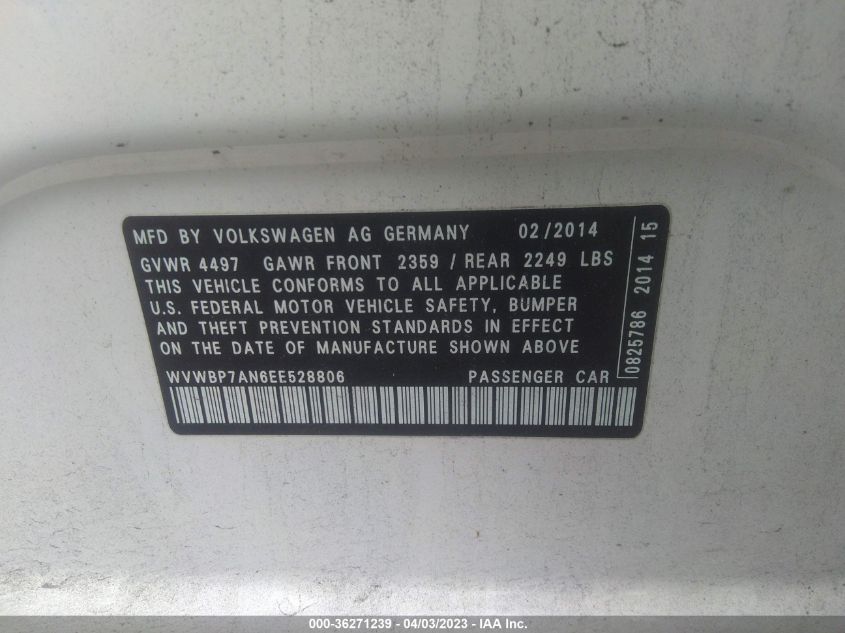 MFD BY VOLKSWAGEN AG GERMANY 02/2014
GVWR 4497 GAWR FRONT 2359 / REAR 2249 LBS
THIS VEHICLE CONFORMS TO ALL APPLICABLE
U.S. FEDERAL MOTOR VEHICLE SAFETY, BUMPER
AND THEFT PREVENTION STANDARDS IN EFFECT
ON THE DATE OF MANUFACTURE SHOWN ABOVE
WVWBP7AN6EE528806 PASSENGER CAR
0825786 2014 15
000-36271239 - 04/03/2023 - IAA Inc.